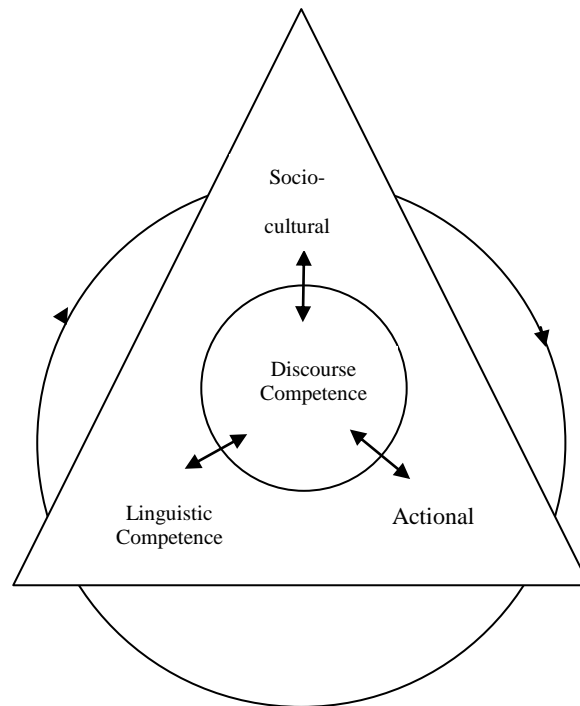 Socio-
cultural
Discourse
Competence
Linguistic
Competence
Actional